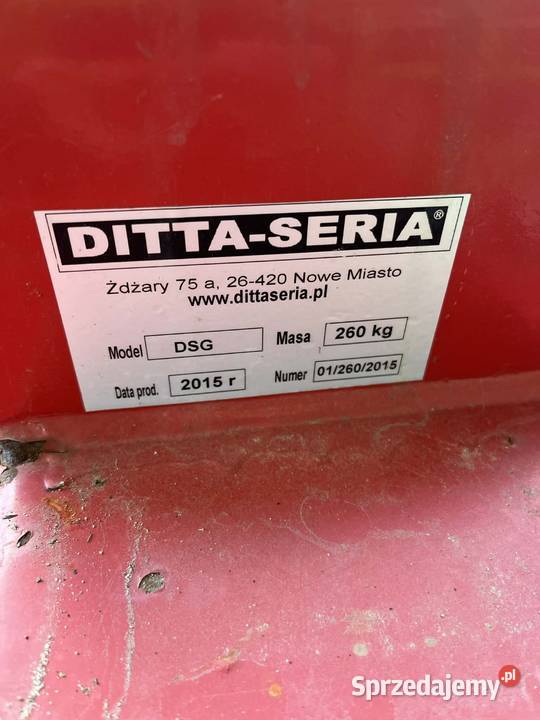 DITTA-SERIA®
Żdżary 75 a, 26-420 Nowe Miasto
www.dittaseria.pl
Model DSG Masa 260 kg
Data prod. 2015 r Numer 01/260/2015
Sprzedajemy.pl